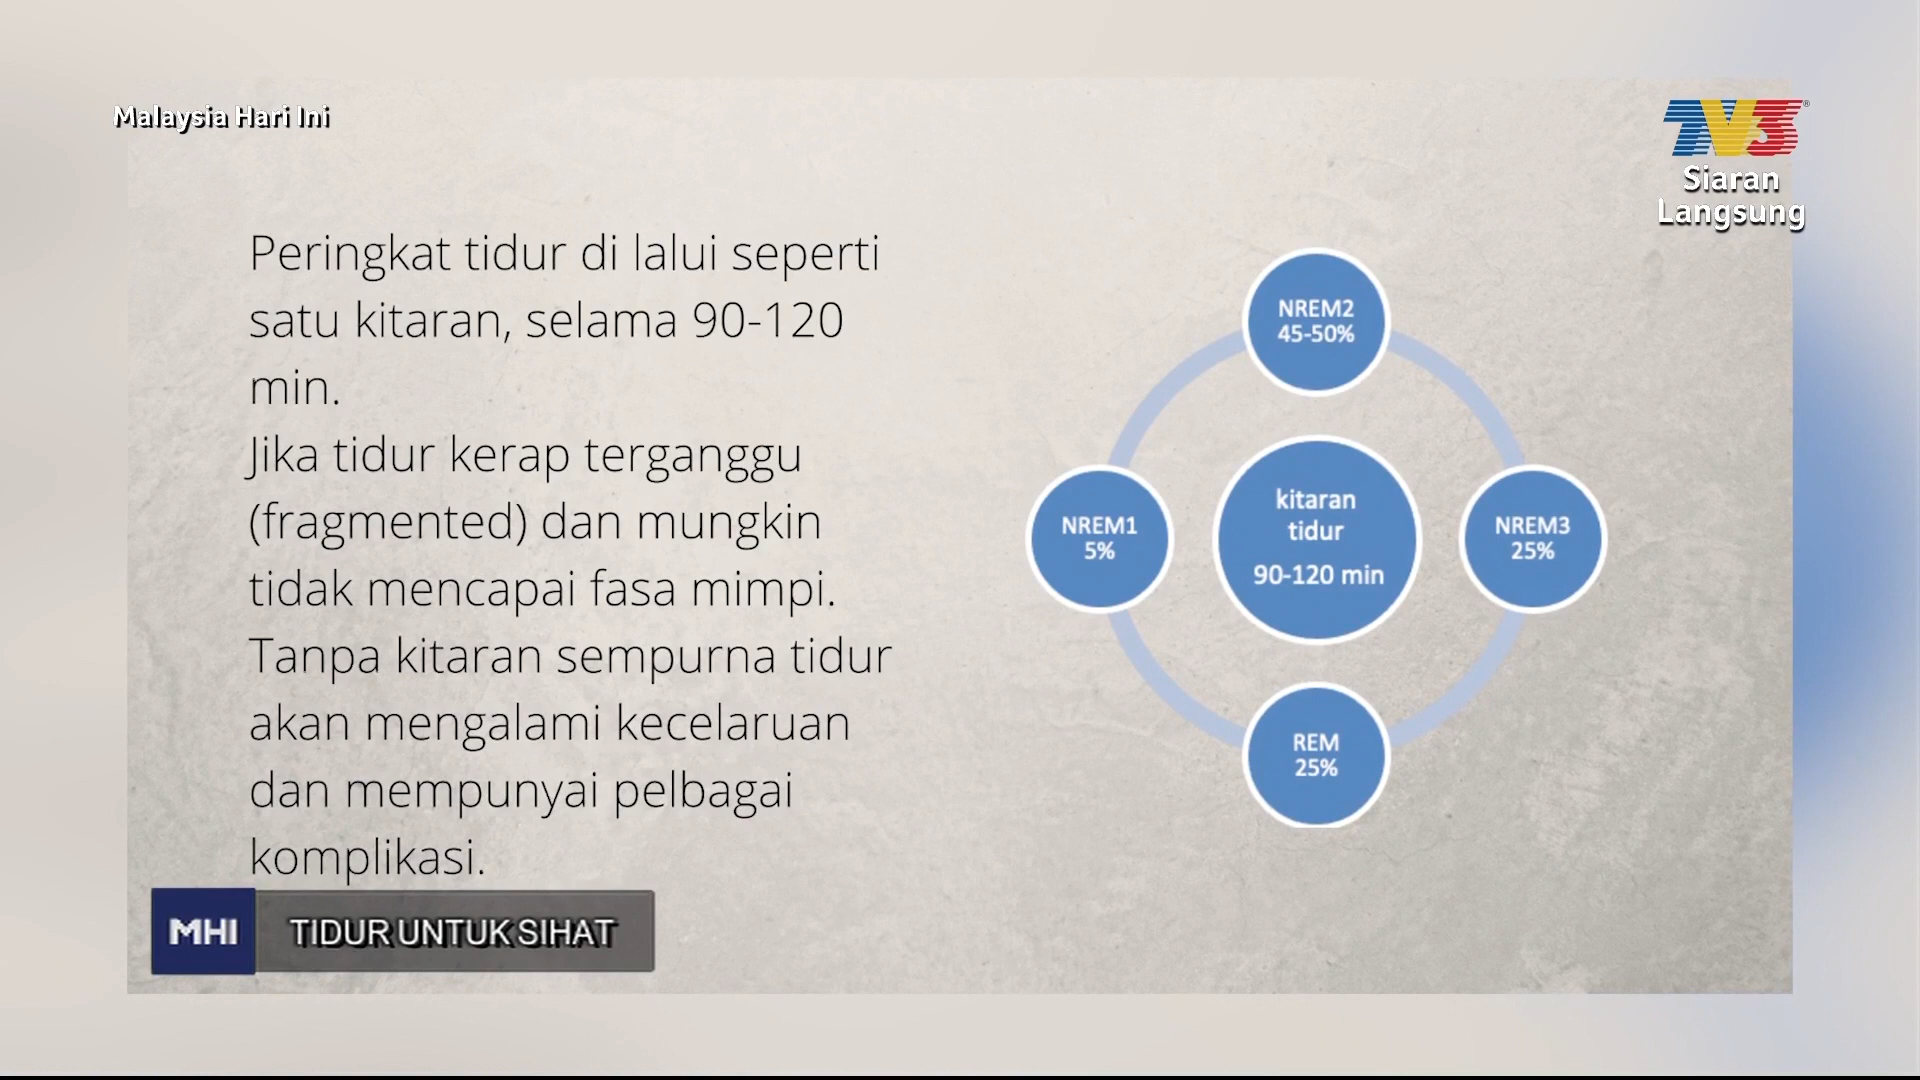 Malaysia Hari Ini
TV3
Siaran
Langsung
Peringkat tidur di lalui seperti
satu kitaran, selama 90-120
min.
Jika tidur kerap terganggu
(fragmented) dan mungkin
tidak mencapai fasa mimpi.
Tanpa kitaran sempurna tidur
akan mengalami kecelaruan
dan mempunyai pelbagai
komplikasi.
NREM2
45-50%
NREM1
5%
kitaran
tidur
90-120 min
NREM3
25%
REM
25%
MHI
TIDUR UNTUK SIHAT